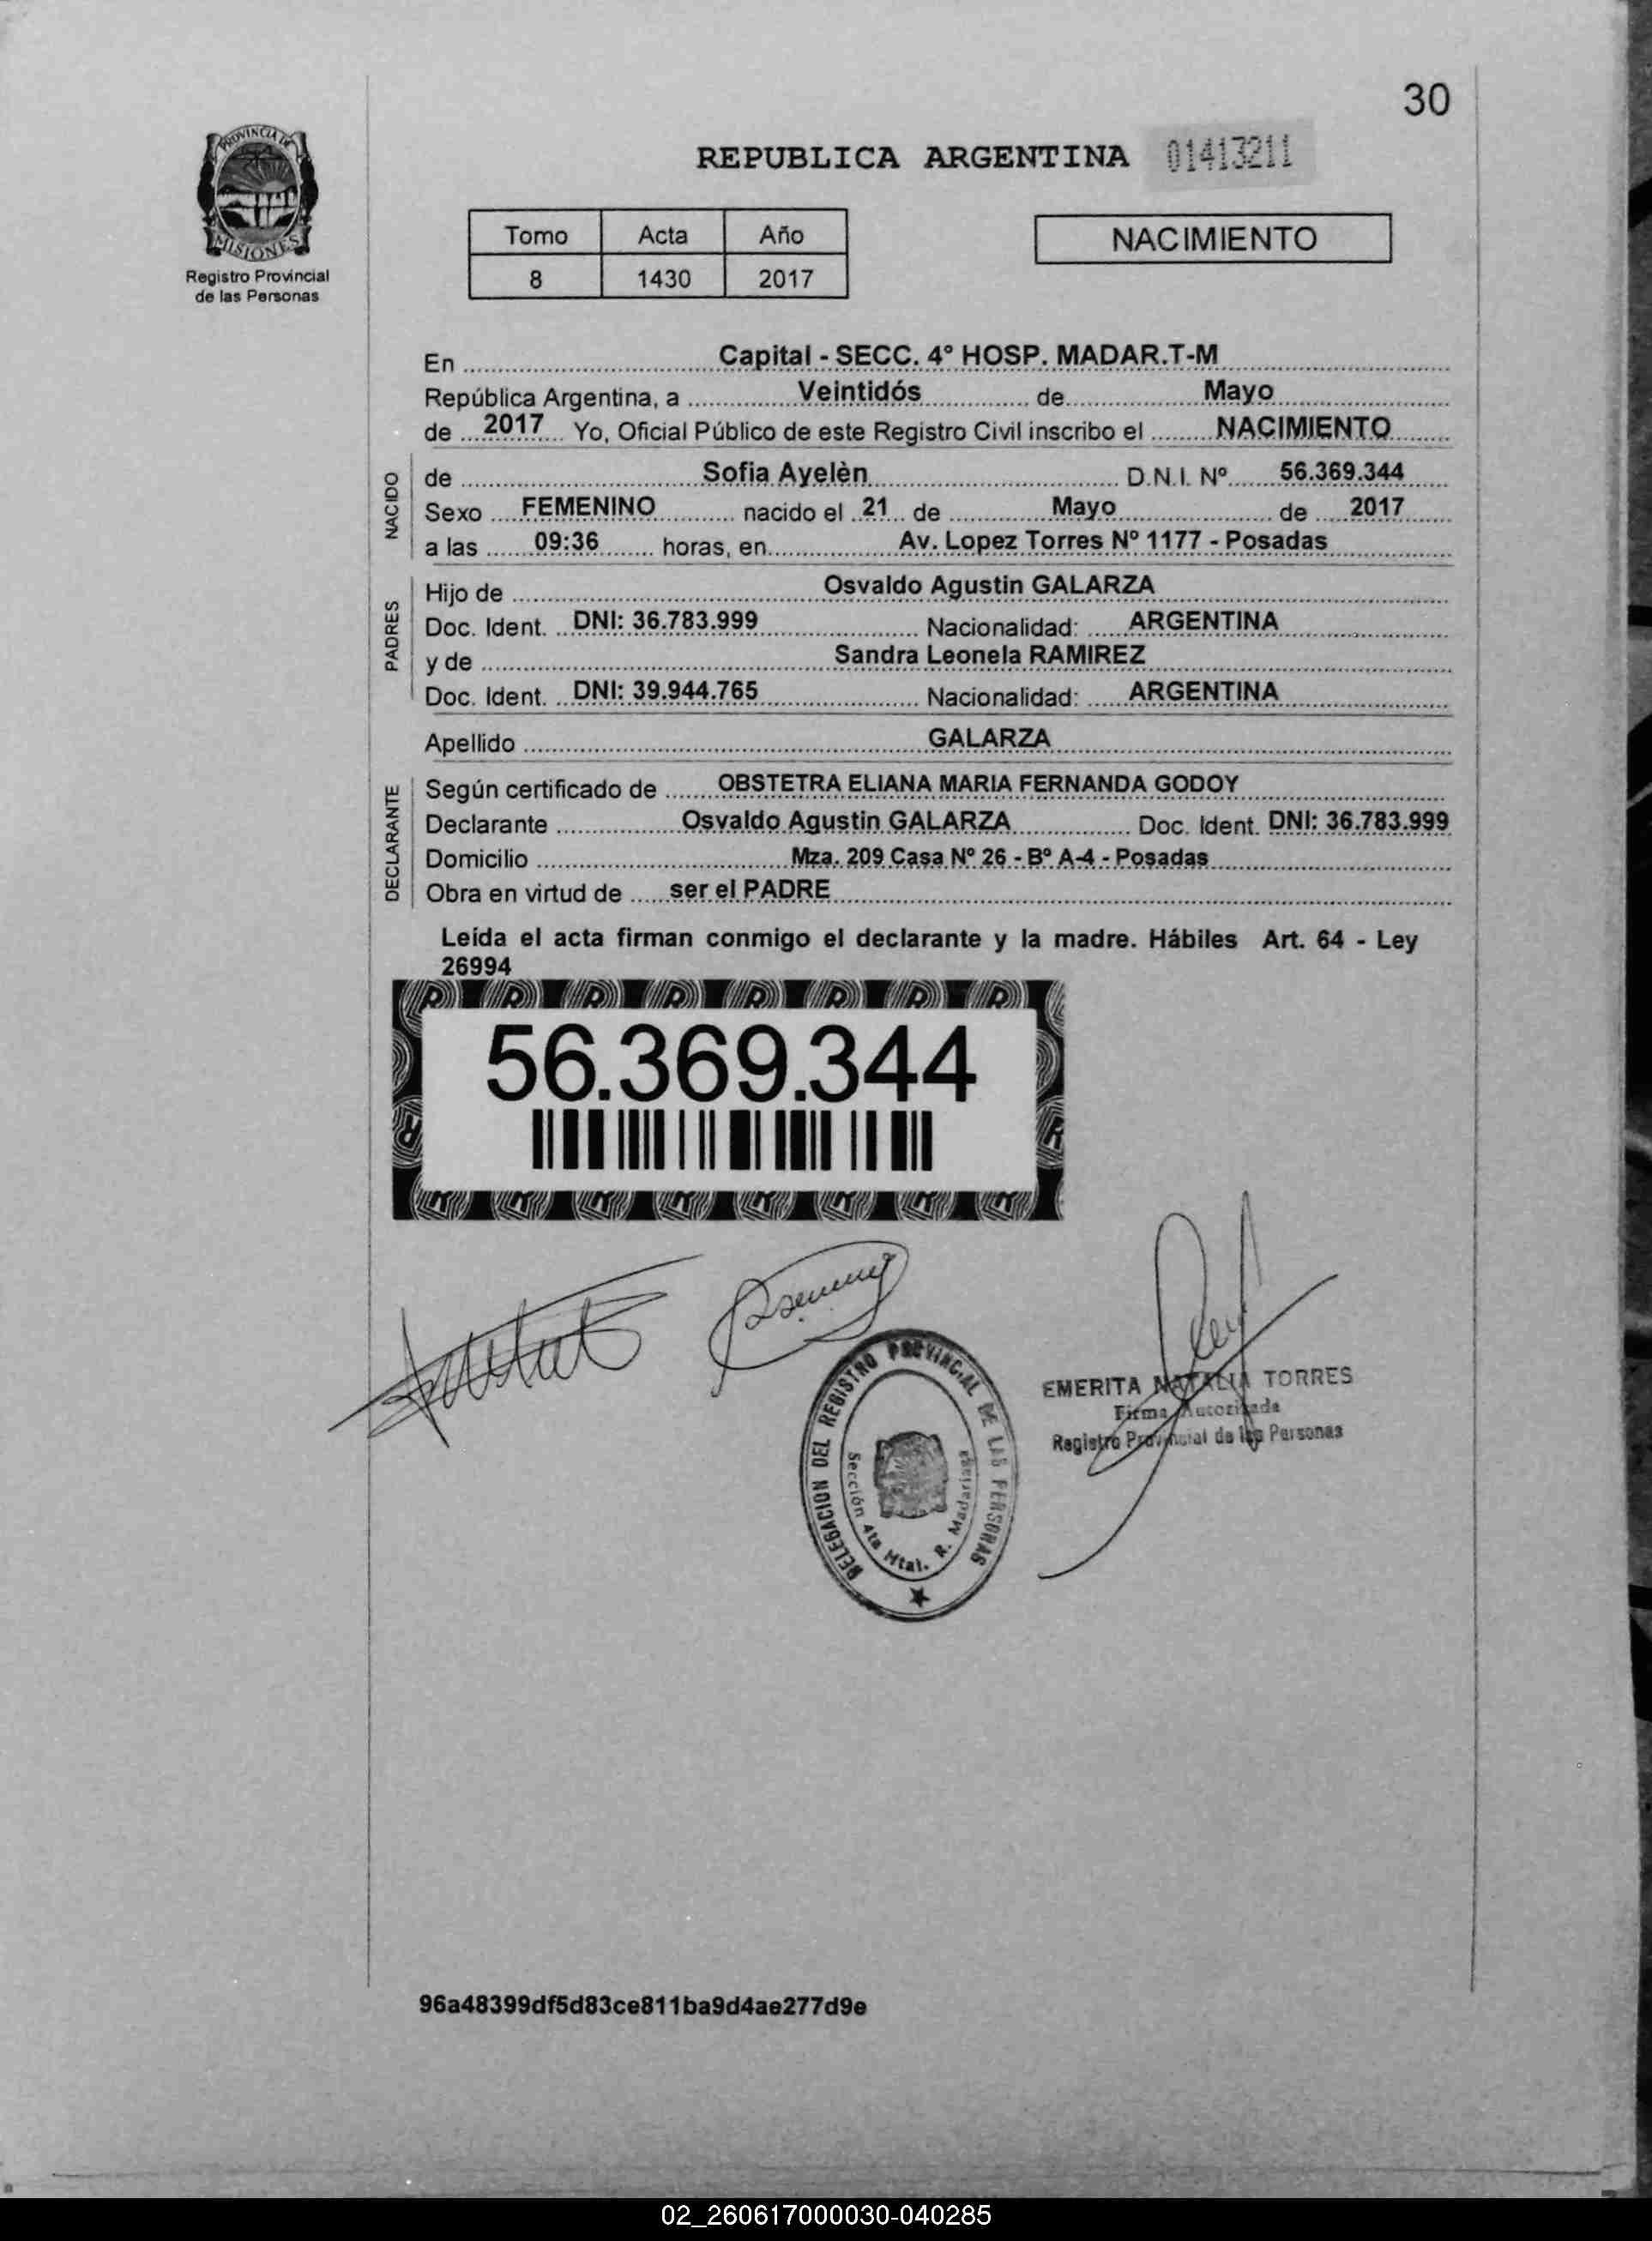 30
PROVINCIA DE
MISIONES
Registro Provincial
de las Personas
REPUBLICA ARGENTINA 01413211
Tomo Acta Año
8 1430 2017
NACIMIENTO
En Capital - SECC. 4° HOSP. MADAR.T-M
República Argentina, a Veintidós de Mayo
de 2017 Yo, Oficial Público de este Registro Civil inscribo el NACIMIENTO
NACIDO
de Sofia Ayelèn D.N.I. Nº 56.369.344
Sexo FEMENINO nacido el 21 de Mayo de 2017
a las 09:36 horas, en Av. Lopez Torres Nº 1177 - Posadas
PADRES
Hijo de Osvaldo Agustin GALARZA
Doc. Ident. DNI: 36.783.999 Nacionalidad: ARGENTINA
y de Sandra Leonela RAMIREZ
Doc. Ident. DNI: 39.944.765 Nacionalidad: ARGENTINA
Apellido GALARZA
DECLARANTE
Según certificado de OBSTETRA ELIANA MARIA FERNANDA GODOY
Declarante Osvaldo Agustin GALARZA Doc. Ident. DNI: 36.783.999
Domicilio Mza. 209 Casa Nº 26 - Bº A-4 - Posadas
Obra en virtud de ser el PADRE
Leída el acta firman conmigo el declarante y la madre. Hábiles Art. 64 - Ley
26994
56.369.344
DELEGACION DEL REGISTRO PROVINCIAL DE LAS PERSONAS
Sección 4ta Htal. R. Madariaga
EMERITA NATALIA TORRES
Firma Autorizada
Registro Provincial de las Personas
96a48399df5d83ce811ba9d4ae277d9e
02_260617000030-040285